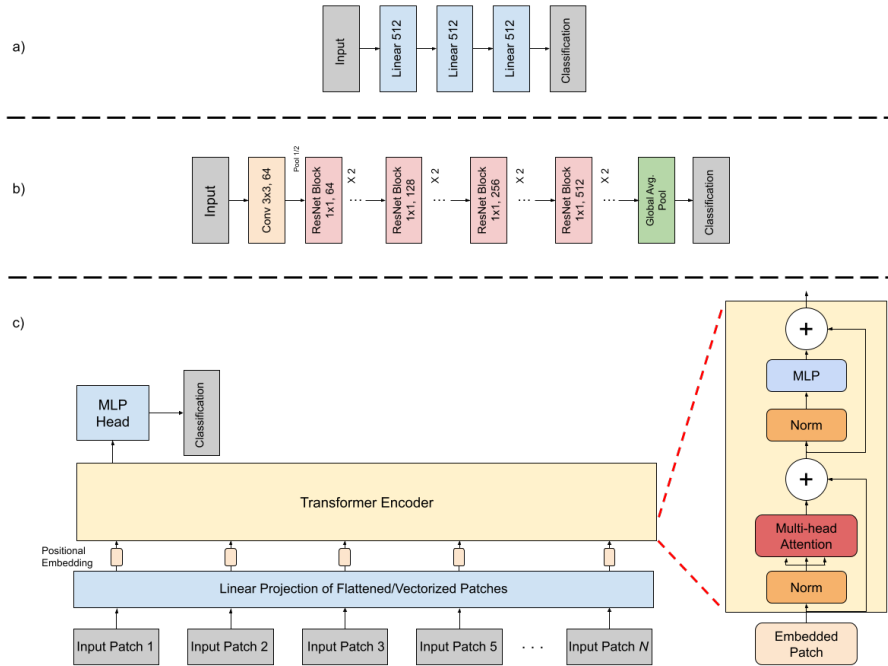 a)
Input
Linear 512
Linear 512
Linear 512
Classification
b)
Input
Conv 3x3, 64
Pool 1/2
ResNet Block
1x1, 64
X 2
. . .
ResNet Block
1x1, 128
X 2
. . .
ResNet Block
1x1, 256
X 2
. . .
ResNet Block
1x1, 512
X 2
. . .
Global Avg.
Pool
Classification
c)
MLP
Head
Classification
Transformer Encoder
Positional
Embedding
Linear Projection of Flattened/Vectorized Patches
Input Patch 1
Input Patch 2
Input Patch 3
Input Patch 5
. . .
Input Patch N
+
MLP
Norm
+
Multi-head
Attention
Norm
Embedded
Patch